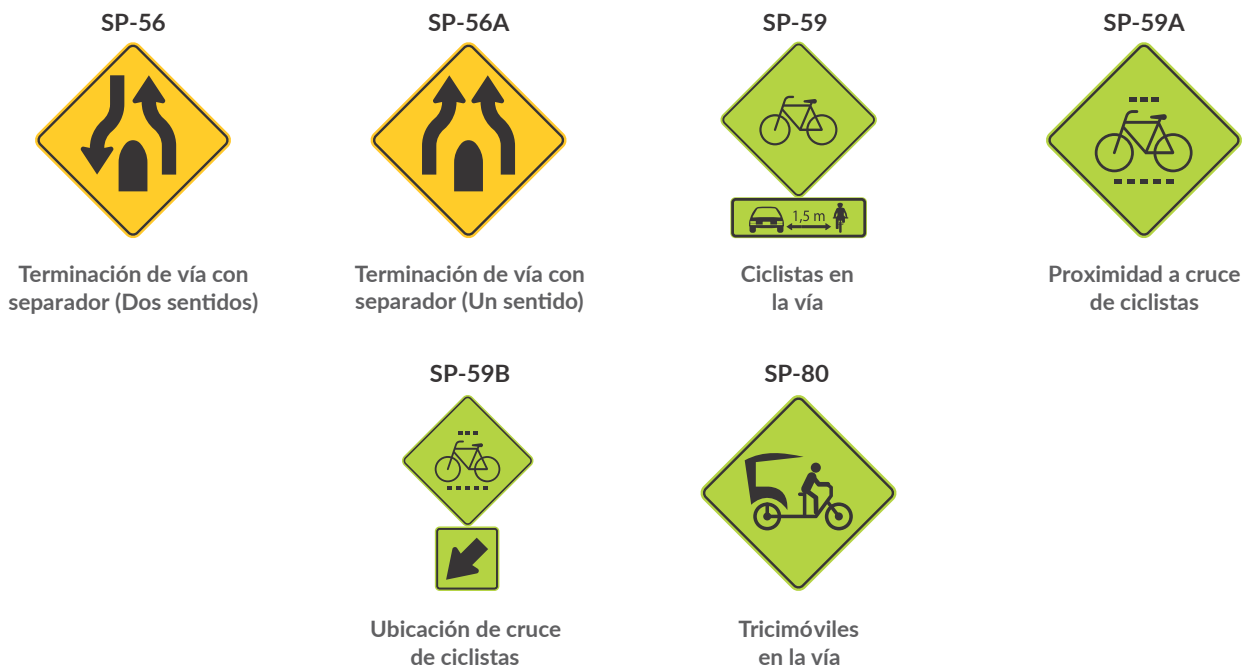 SP-56
SP-56A
SP-59
SP-59A
1,5 m
Terminación de vía con
separador (Dos sentidos)
Terminación de vía con
separador (Un sentido)
Ciclistas en
la vía
Proximidad a cruce
de ciclistas
SP-59B
SP-80
Ubicación de cruce
de ciclistas
Tricimóviles
en la vía